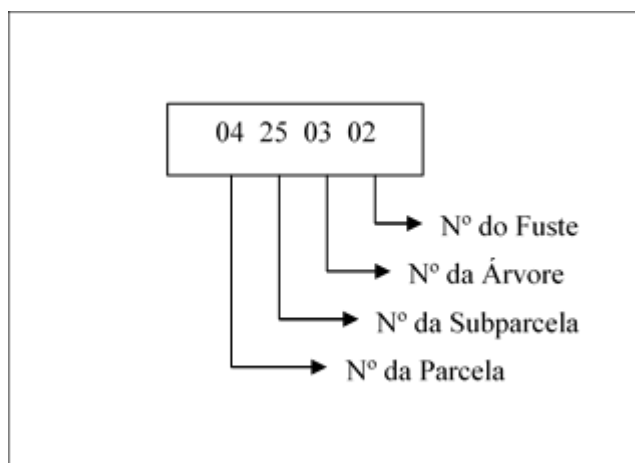 04 25 03 02
Nº do Fuste
Nº da Árvore
Nº da Subparcela
Nº da Parcela